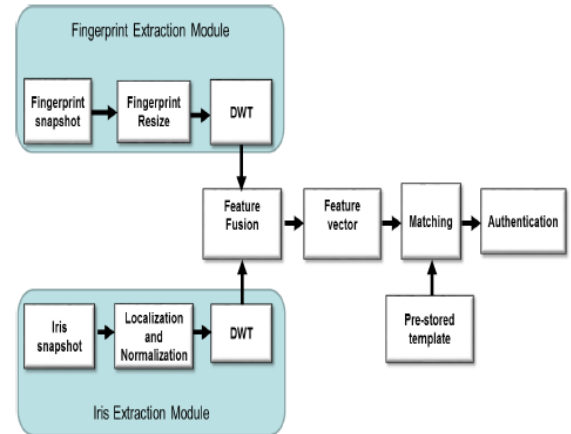 Fingerprint Extraction Module
Fingerprint
snapshot
Fingerprint
Resize
DWT
Feature
Fusion
Feature
vector
Matching
Authentication
Iris
snapshot
Localization
and
Normalization
DWT
Pre-stored
template
Iris Extraction Module